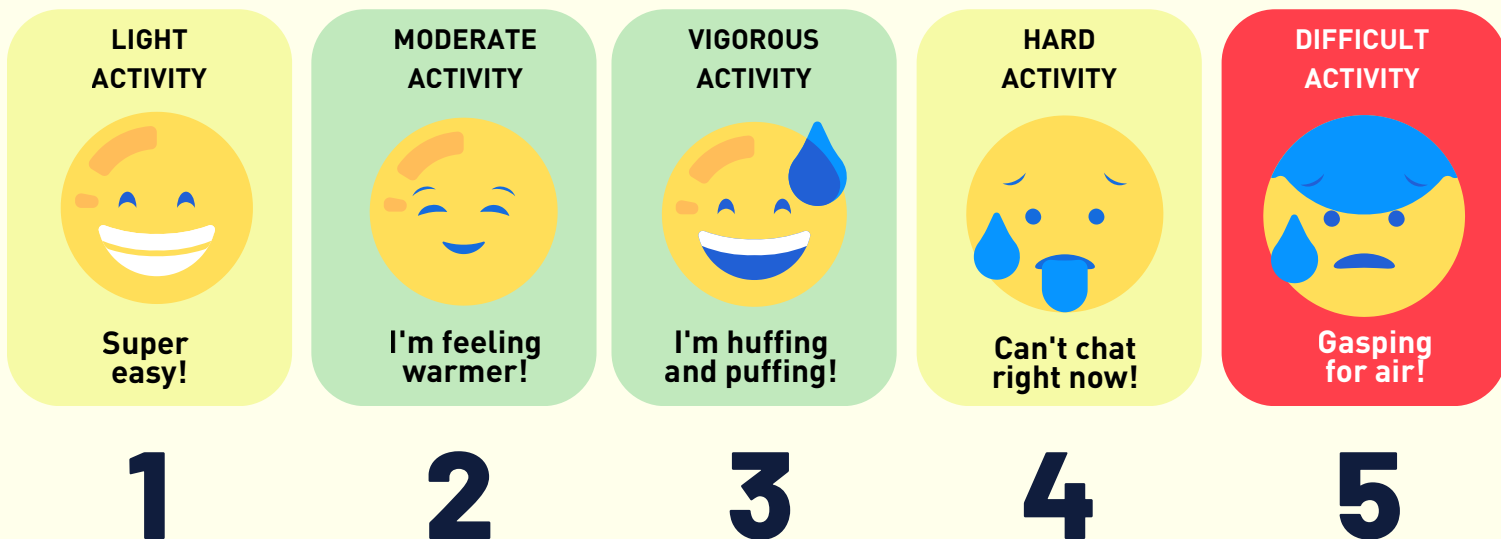 LIGHT
ACTIVITY
Super
easy!
1
MODERATE
ACTIVITY
I'm feeling
warmer!
2
VIGOROUS
ACTIVITY
I'm huffing
and puffing!
3
HARD
ACTIVITY
Can't chat
right now!
4
DIFFICULT
ACTIVITY
Gasping
for air!
5